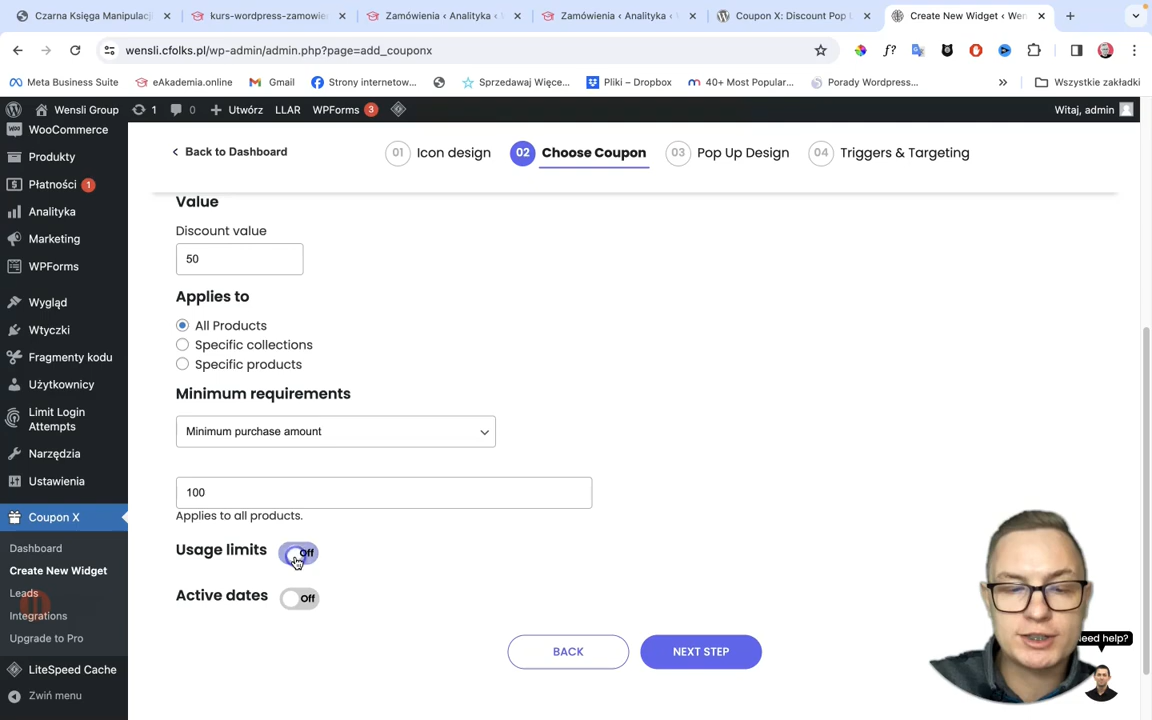 Czarna Księga Manipulacji
kurs-wordpress-zamowie
Zamówienia ‹ Analityka ‹
Zamówienia ‹ Analityka ‹
Coupon X: Discount Pop U
Create New Widget ‹ Wen
wensli.cfolks.pl/wp-admin/admin.php?page=add_couponx
Meta Business Suite
eAkademia.online
Gmail
Strony internetow...
Sprzedawaj Więce...
Pliki – Dropbox
40+ Most Popular...
Porady Wordpress...
»
Wszystkie zakładki
Wensli Group
1
0
Utwórz
LLAR
WPForms 3
Witaj, admin
WooCommerce
Produkty
Płatności 1
Analityka
Marketing
WPForms
Wygląd
Wtyczki
Fragmenty kodu
Użytkownicy
Limit Login
Attempts
Narzędzia
Ustawienia
Coupon X
Dashboard
Create New Widget
Leads
Integrations
Upgrade to Pro
LiteSpeed Cache
Zwiń menu
Back to Dashboard
01 Icon design
02 Choose Coupon
03 Pop Up Design
04 Triggers & Targeting
Value
Discount value
50
Applies to
All Products
Specific collections
Specific products
Minimum requirements
Minimum purchase amount
100
Applies to all products.
Usage limits Off
Active dates Off
BACK
NEXT STEP
eed help?